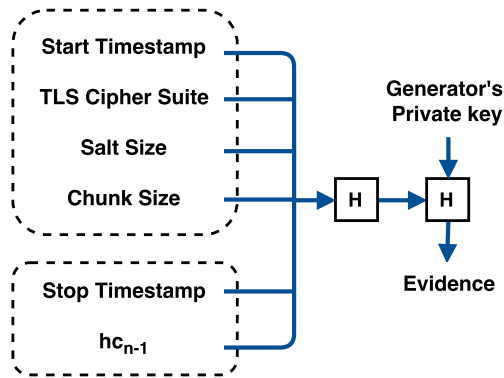 Start Timestamp
TLS Cipher Suite
Salt Size
Chunk Size
Stop Timestamp
hcn-1
H
Generator's
Private key
H
Evidence